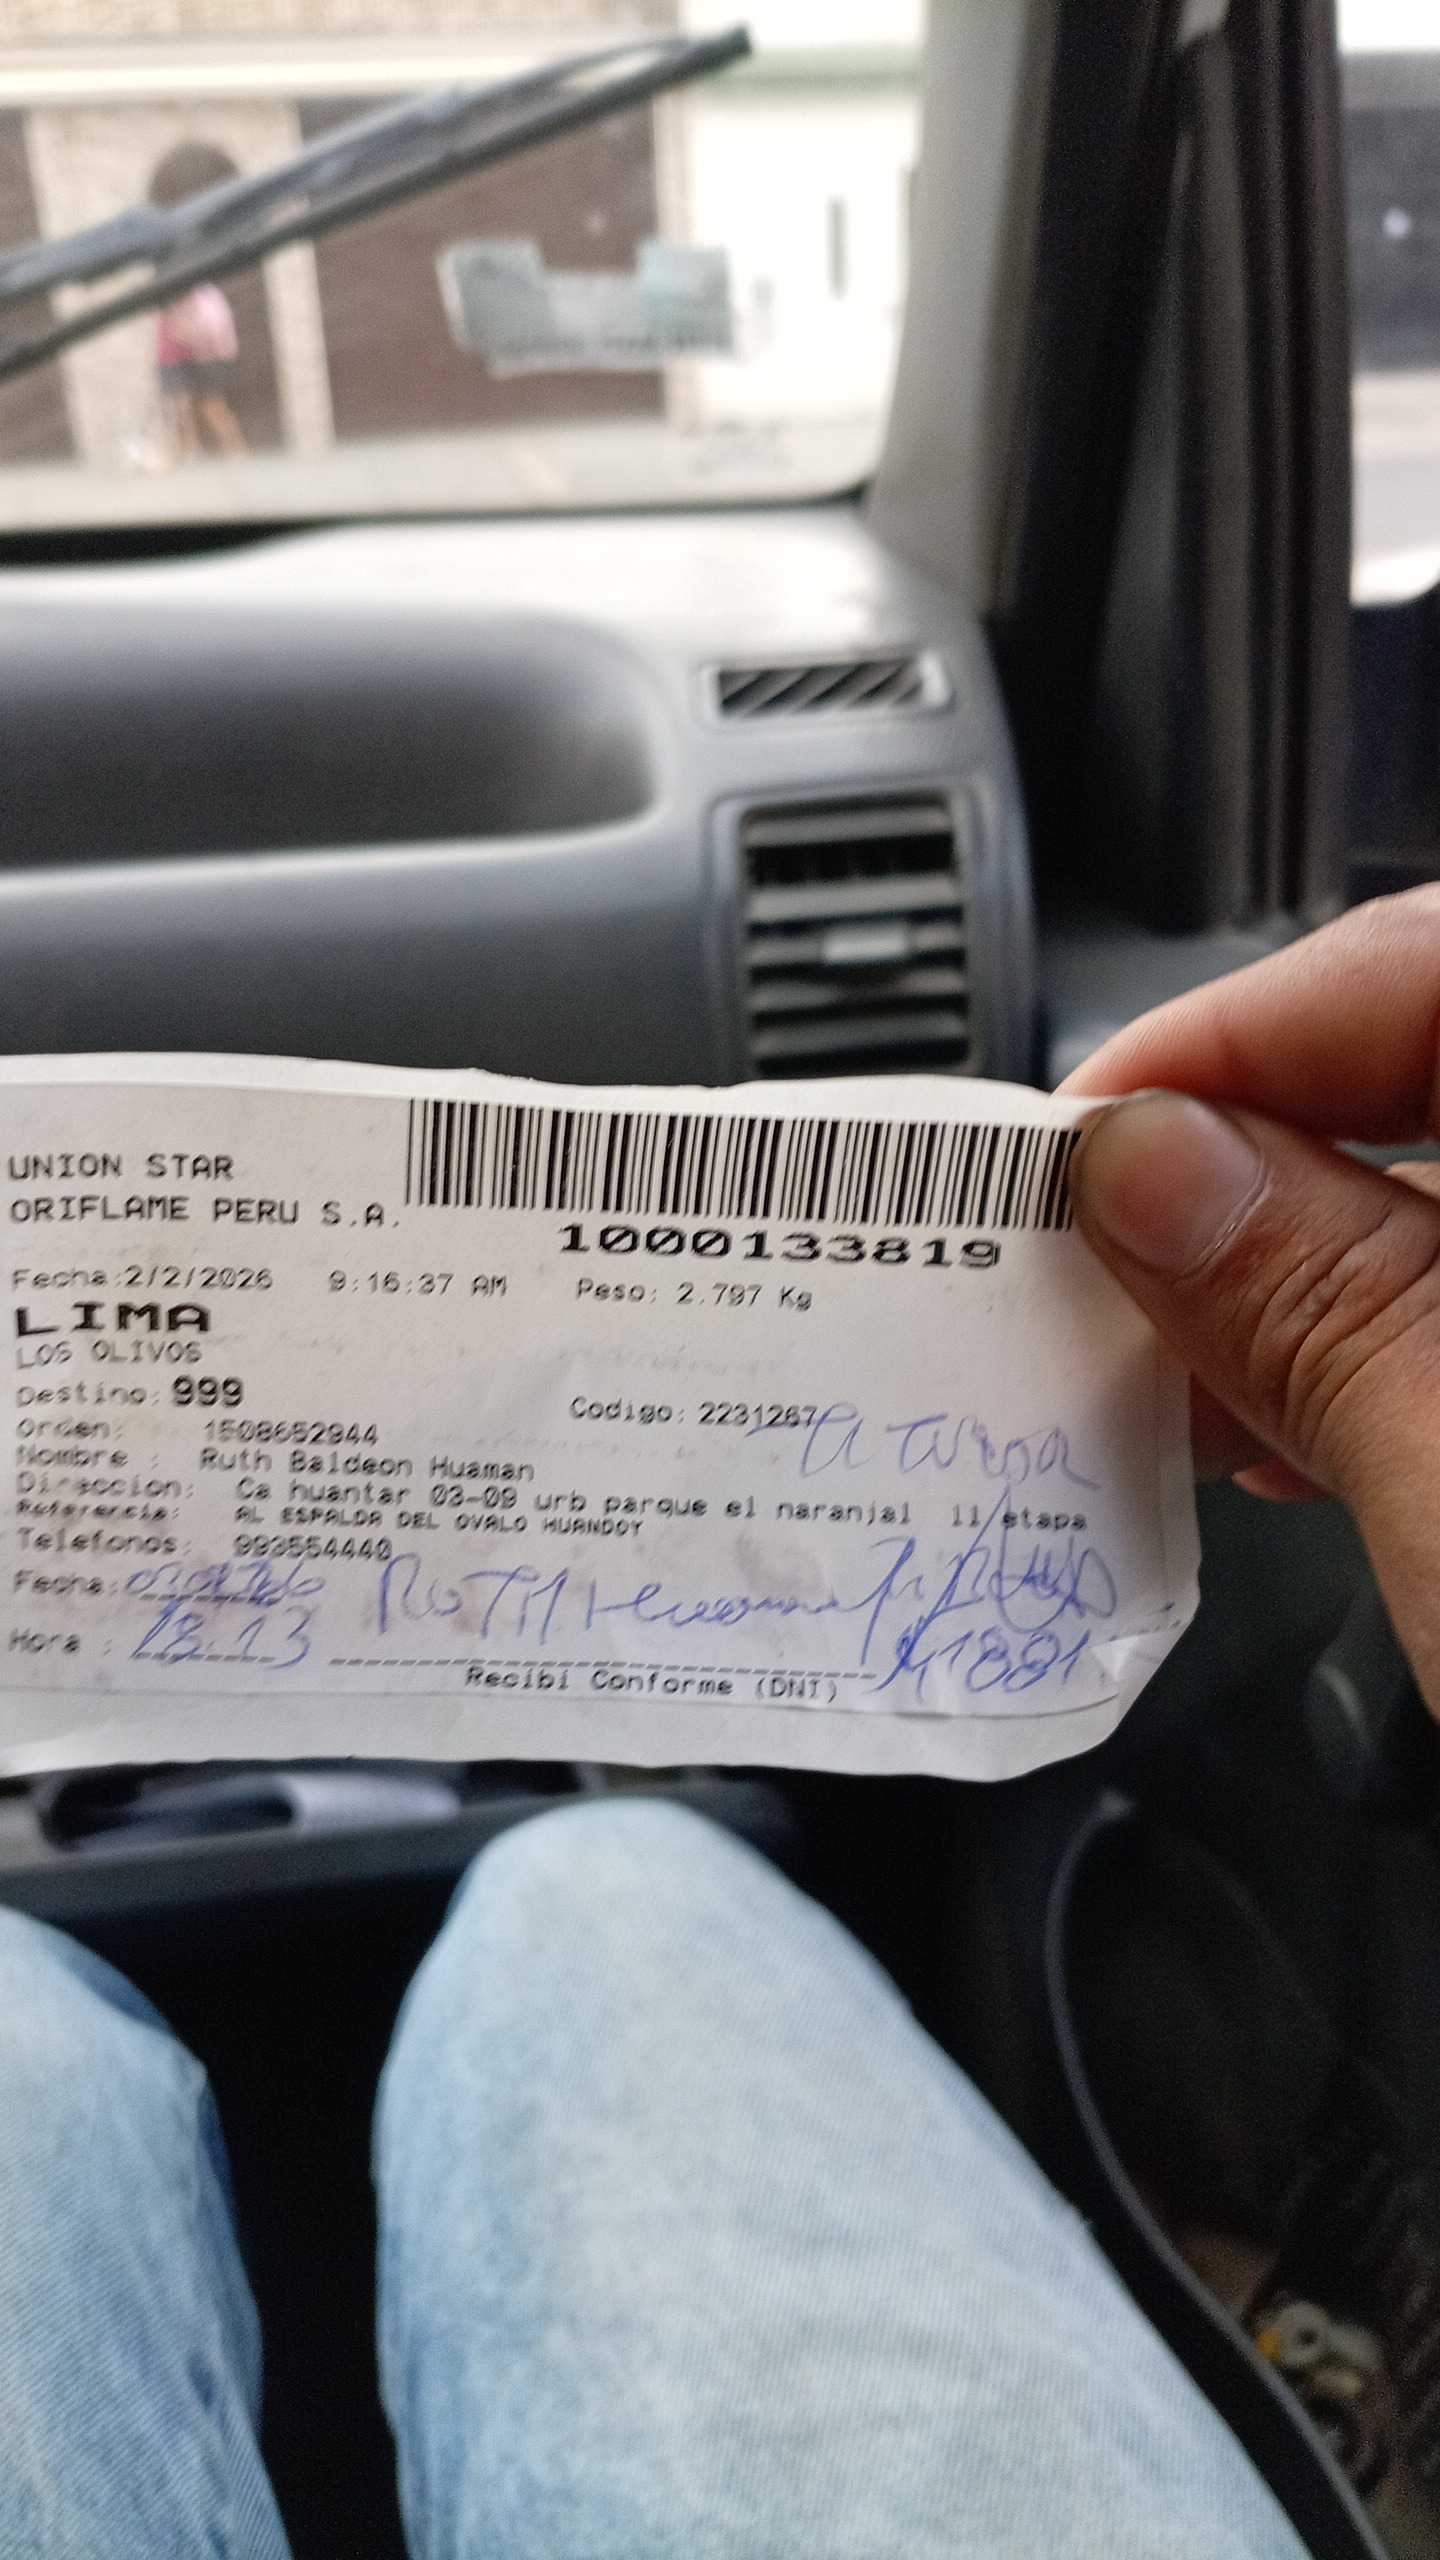 UNION STAR
ORIFLAME PERU S.A.
1000133819
Fecha:2/2/2026 9:16:37 AM Peso: 2.797 Kg
LIMA
LOS OLIVOS
Destino: 999
Codigo: 2231267
Orden: 1508652944
Nombre : Ruth Baldeon Huaman
Direccion: Ca huantar 03-09 urb parque el naranjal 11 etapa
Referencia: AL ESPALDA DEL OVALO HUANDOY
Telefonos: 993554440
Fecha:
Hora : 13:13
Recibi Conforme (DNI)